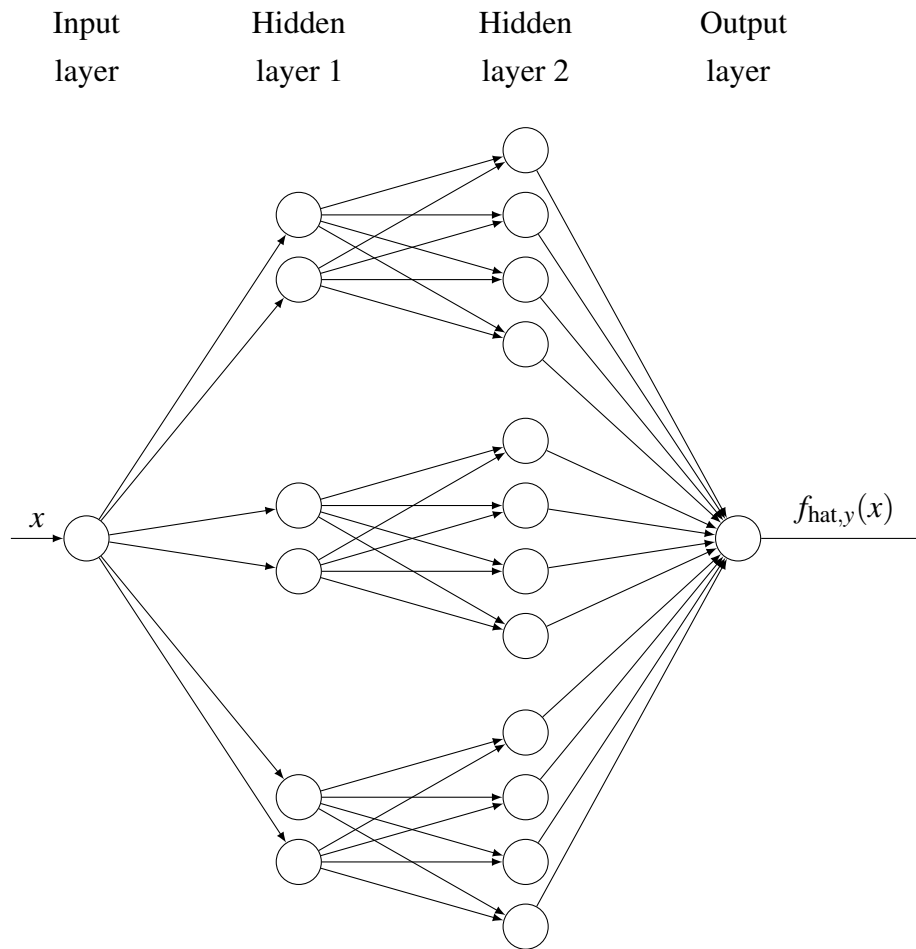 Input layer
Hidden layer 1
Hidden layer 2
Output layer
x
f_hat,y(x)